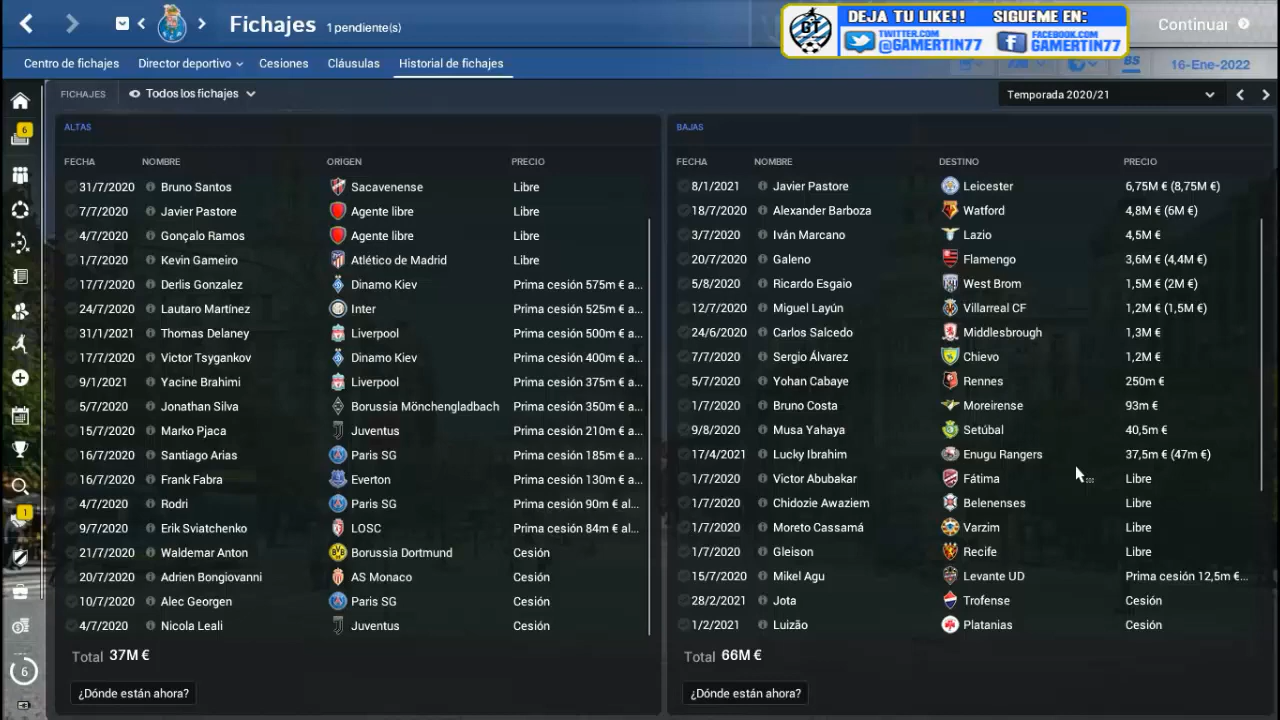 Fichajes 1 pendiente(s)
DEJA TU LIKE!! SIGUEME EN:
TWITTER.COM/ @GAMERTIN77 FACEBOOK.COM/ GAMERTIN77
GT
Continuar
Centro de fichajes Director deportivo Cesiones Cláusulas Historial de fichajes
BS 16-Ene-2022
FICHAJES Todos los fichajes Temporada 2020/21
ALTAS
FECHA NOMBRE ORIGEN PRECIO
31/7/2020 Bruno Santos Sacavenense Libre
7/7/2020 Javier Pastore Agente libre Libre
4/7/2020 Gonçalo Ramos Agente libre Libre
1/7/2020 Kevin Gameiro Atlético de Madrid Libre
17/7/2020 Derlis Gonzalez Dinamo Kiev Prima cesión 575m € a...
24/7/2020 Lautaro Martínez Inter Prima cesión 525m € a...
31/1/2021 Thomas Delaney Liverpool Prima cesión 500m € a...
17/7/2020 Victor Tsygankov Dinamo Kiev Prima cesión 400m € a...
9/1/2021 Yacine Brahimi Liverpool Prima cesión 375m € a...
5/7/2020 Jonathan Silva Borussia Mönchengladbach Prima cesión 350m € a...
15/7/2020 Marko Pjaca Juventus Prima cesión 210m € a...
16/7/2020 Santiago Arias Paris SG Prima cesión 185m € a...
16/7/2020 Frank Fabra Everton Prima cesión 130m € a...
4/7/2020 Rodri Paris SG Prima cesión 90m € al...
9/7/2020 Erik Sviatchenko LOSC Prima cesión 84m € al...
21/7/2020 Waldemar Anton Borussia Dortmund Cesión
20/7/2020 Adrien Bongiovanni AS Monaco Cesión
10/7/2020 Alec Georgen Paris SG Cesión
4/7/2020 Nicola Leali Juventus Cesión
Total 37M €
¿Dónde están ahora?
BAJAS
FECHA NOMBRE DESTINO PRECIO
8/1/2021 Javier Pastore Leicester 6,75M € (8,75M €)
18/7/2020 Alexander Barboza Watford 4,8M € (6M €)
3/7/2020 Iván Marcano Lazio 4,5M €
20/7/2020 Galeno Flamengo 3,6M € (4,4M €)
5/8/2020 Ricardo Esgaio West Brom 1,5M € (2M €)
12/7/2020 Miguel Layún Villarreal CF 1,2M € (1,5M €)
24/6/2020 Carlos Salcedo Middlesbrough 1,3M €
7/7/2020 Sergio Álvarez Chievo 1,2M €
5/7/2020 Yohan Cabaye Rennes 250m €
1/7/2020 Bruno Costa Moreirense 93m €
9/8/2020 Musa Yahaya Setúbal 40,5m €
17/4/2021 Lucky Ibrahim Enugu Rangers 37,5m € (47m €)
1/7/2020 Victor Abubakar Fátima Libre
1/7/2020 Chidozie Awaziem Belenenses Libre
1/7/2020 Moreto Cassamá Varzim Libre
1/7/2020 Gleison Recife Libre
15/7/2020 Mikel Agu Levante UD Prima cesión 12,5m €...
28/2/2021 Jota Trofense Cesión
1/2/2021 Luizão Platanias Cesión
Total 66M €
¿Dónde están ahora?
6
1
6